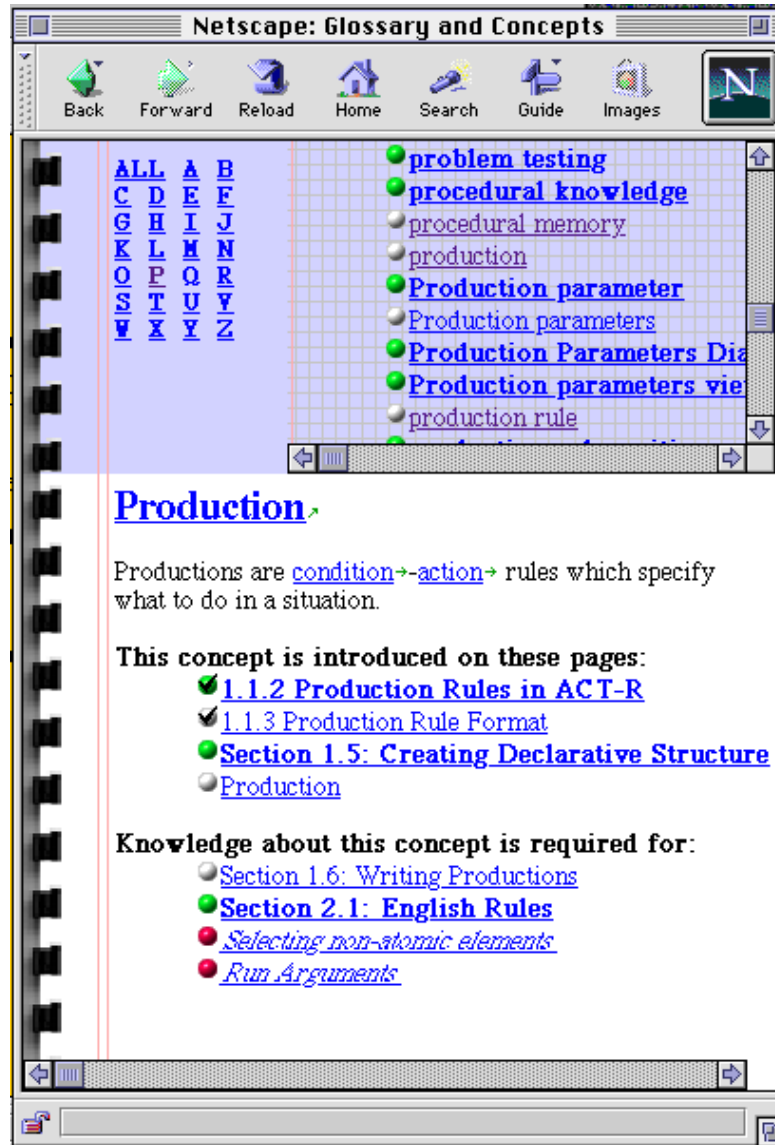 Netscape: Glossary and Concepts
Back Forward Reload Home Search Guide Images
N
ALL A B
C D E F
G H I J
K L M N
O P Q R
S T U V
W X Y Z
problem testing
procedural knowledge
procedural memory
production
Production parameter
Production parameters
Production Parameters Dia
Production parameters vie
production rule
Production
Productions are condition→-action→ rules which specify
what to do in a situation.
This concept is introduced on these pages:
1.1.2 Production Rules in ACT-R
1.1.3 Production Rule Format
Section 1.5: Creating Declarative Structure
Production
Knowledge about this concept is required for:
Section 1.6: Writing Productions
Section 2.1: English Rules
Selecting non-atomic elements
Run Arguments